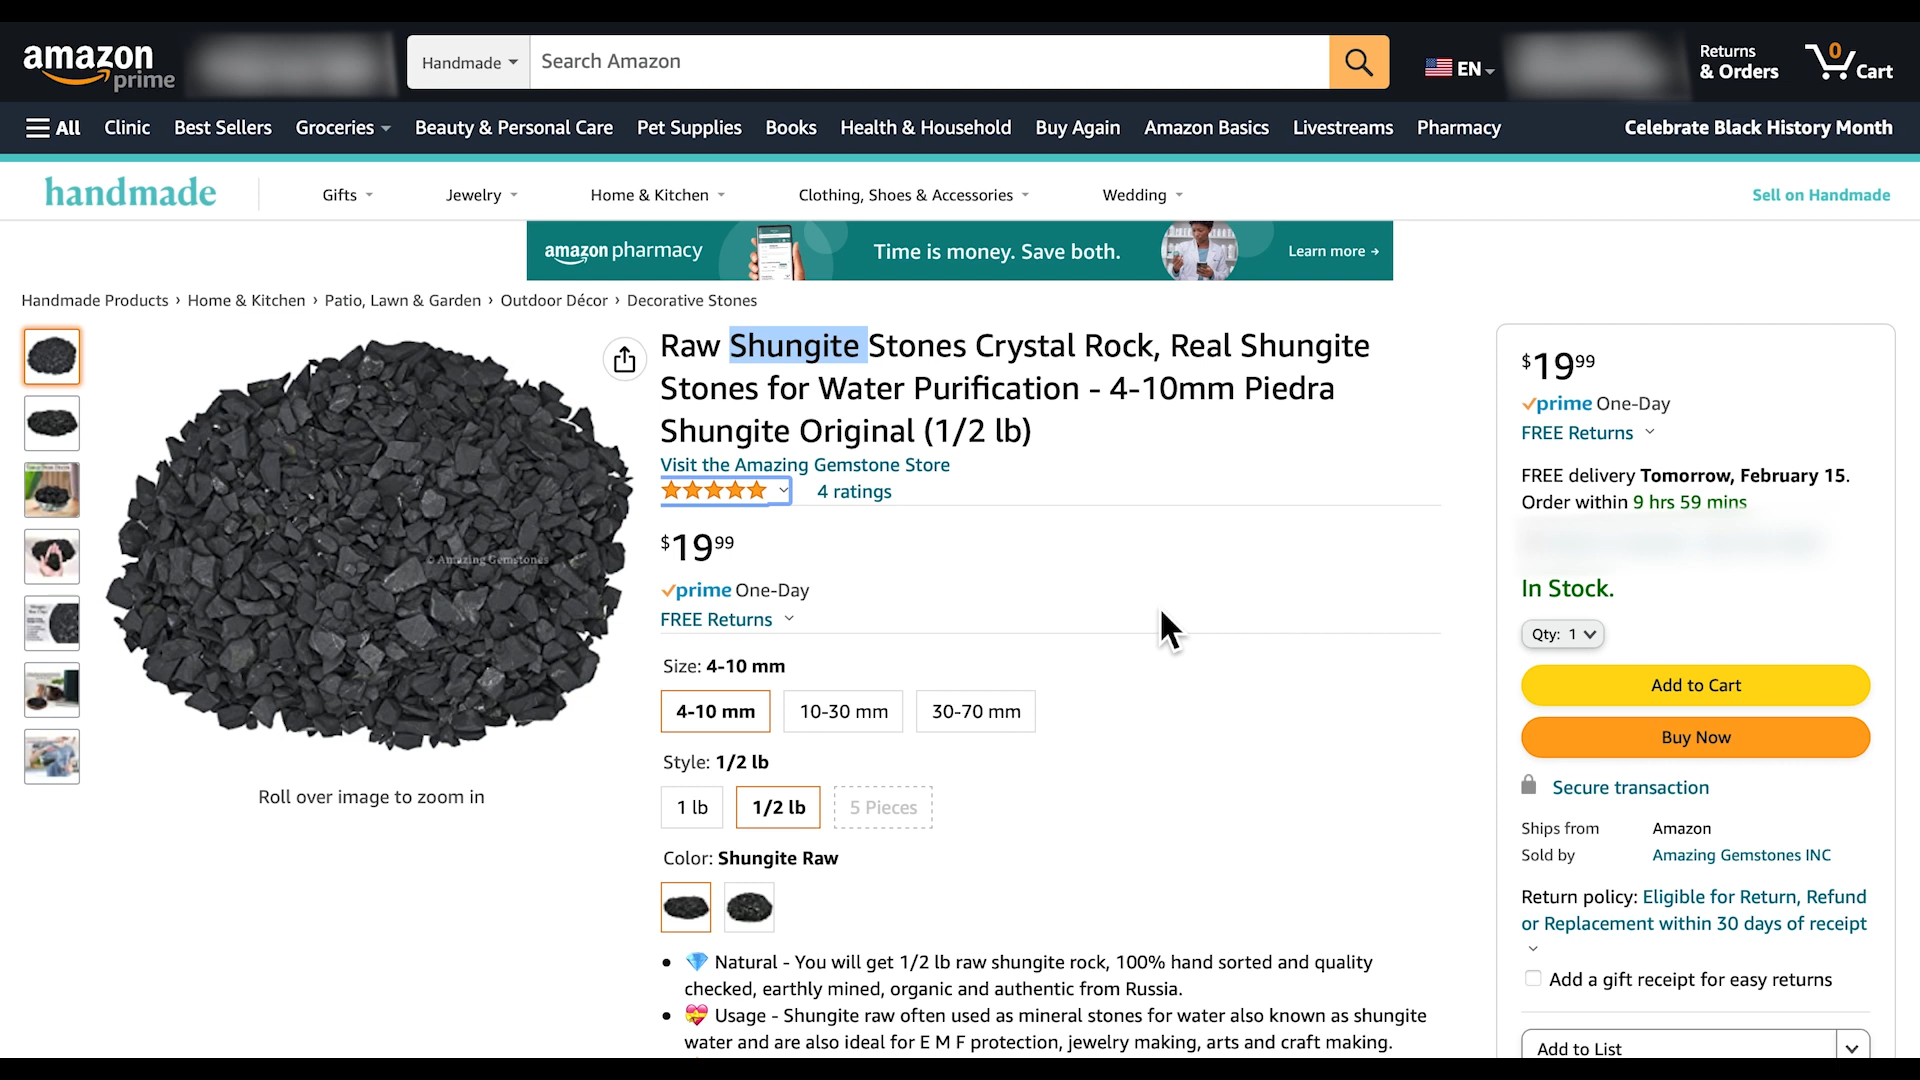 amazon
prime
Handmade
Search Amazon
EN
Returns
& Orders
0
Cart
All
Clinic
Best Sellers
Groceries
Beauty & Personal Care
Pet Supplies
Books
Health & Household
Buy Again
Amazon Basics
Livestreams
Pharmacy
Celebrate Black History Month
handmade
Gifts
Jewelry
Home & Kitchen
Clothing, Shoes & Accessories
Wedding
Sell on Handmade
amazon pharmacy
Time is money. Save both.
Learn more →
Handmade Products › Home & Kitchen › Patio, Lawn & Garden › Outdoor Décor › Decorative Stones
© Amazing Gemstones
Roll over image to zoom in
Raw Shungite Stones Crystal Rock, Real Shungite
Stones for Water Purification - 4-10mm Piedra
Shungite Original (1/2 lb)
Visit the Amazing Gemstone Store
4 ratings
$19 99
prime One-Day
FREE Returns
Size: 4-10 mm
4-10 mm
10-30 mm
30-70 mm
Style: 1/2 lb
1 lb
1/2 lb
5 Pieces
Color: Shungite Raw
• 💎 Natural - You will get 1/2 lb raw shungite rock, 100% hand sorted and quality
checked, earthly mined, organic and authentic from Russia.
• 💝 Usage - Shungite raw often used as mineral stones for water also known as shungite
water and are also ideal for E M F protection, jewelry making, arts and craft making.
$19 99
prime One-Day
FREE Returns
FREE delivery Tomorrow, February 15.
Order within 9 hrs 59 mins
In Stock.
Qty: 1
Add to Cart
Buy Now
Secure transaction
Ships from Amazon
Sold by Amazing Gemstones INC
Return policy: Eligible for Return, Refund
or Replacement within 30 days of receipt
Add a gift receipt for easy returns
Add to List